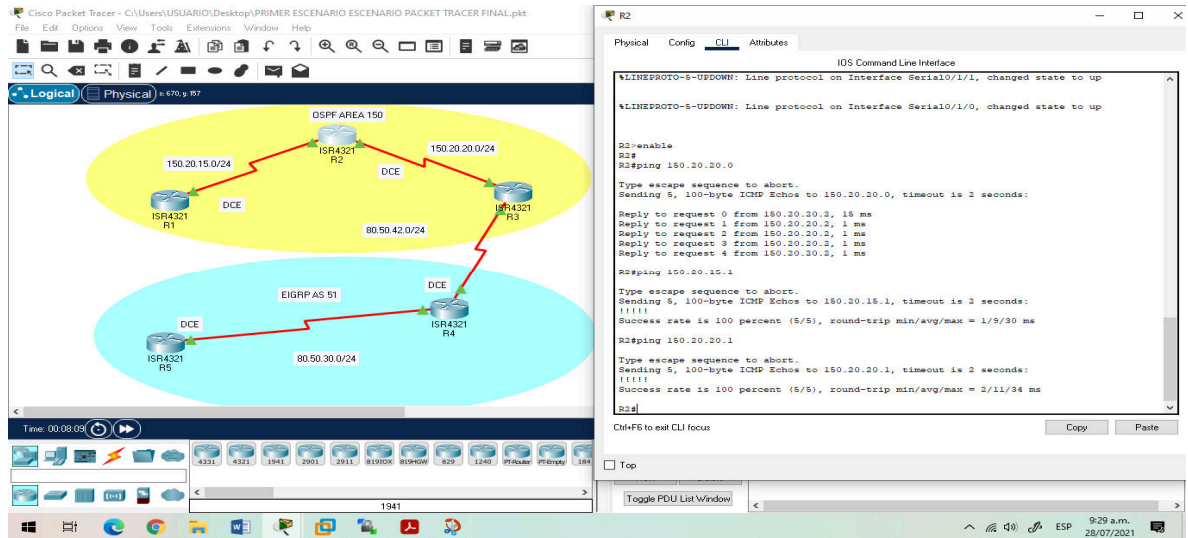 Cisco Packet Tracer - C:\Users\USUARIO\Desktop\PRIMER ESCENARIO ESCENARIO PACKET TRACER FINAL.pkt
File Edit Options View Tools Extensions Window Help
Logical Physical x: 670, y: 157
OSPF AREA 150
ISR4321
R2
150.20.15.0/24
150.20.20.0/24
DCE
DCE
ISR4321
R1
ISR4321
R3
80.50.42.0/24
DCE
EIGRP AS 51
ISR4321
R4
DCE
ISR4321
R5
80.50.30.0/24
Time: 00:08:09
4331 4321 1941 2901 2911 819IOX 819HGW 829 1240 PT-Router PT-Empty 184
1941
R2
Physical Config CLI Attributes
IOS Command Line Interface
%LINEPROTO-5-UPDOWN: Line protocol on Interface Serial0/1/1, changed state to up
%LINEPROTO-5-UPDOWN: Line protocol on Interface Serial0/1/0, changed state to up
R2>enable
R2#
R2#ping 150.20.20.0
Type escape sequence to abort.
Sending 5, 100-byte ICMP Echos to 150.20.20.0, timeout is 2 seconds:
Reply to request 0 from 150.20.20.2, 15 ms
Reply to request 1 from 150.20.20.2, 1 ms
Reply to request 2 from 150.20.20.2, 1 ms
Reply to request 3 from 150.20.20.2, 1 ms
Reply to request 4 from 150.20.20.2, 1 ms
R2#ping 150.20.15.1
Type escape sequence to abort.
Sending 5, 100-byte ICMP Echos to 150.20.15.1, timeout is 2 seconds:
!!!!!
Success rate is 100 percent (5/5), round-trip min/avg/max = 1/9/30 ms
R2#ping 150.20.20.1
Type escape sequence to abort.
Sending 5, 100-byte ICMP Echos to 150.20.20.1, timeout is 2 seconds:
!!!!!
Success rate is 100 percent (5/5), round-trip min/avg/max = 2/11/34 ms
R2#
Ctrl+F6 to exit CLI focus
Copy Paste
Top
Toggle PDU List Window
ESP
9:29 a.m.
28/07/2021